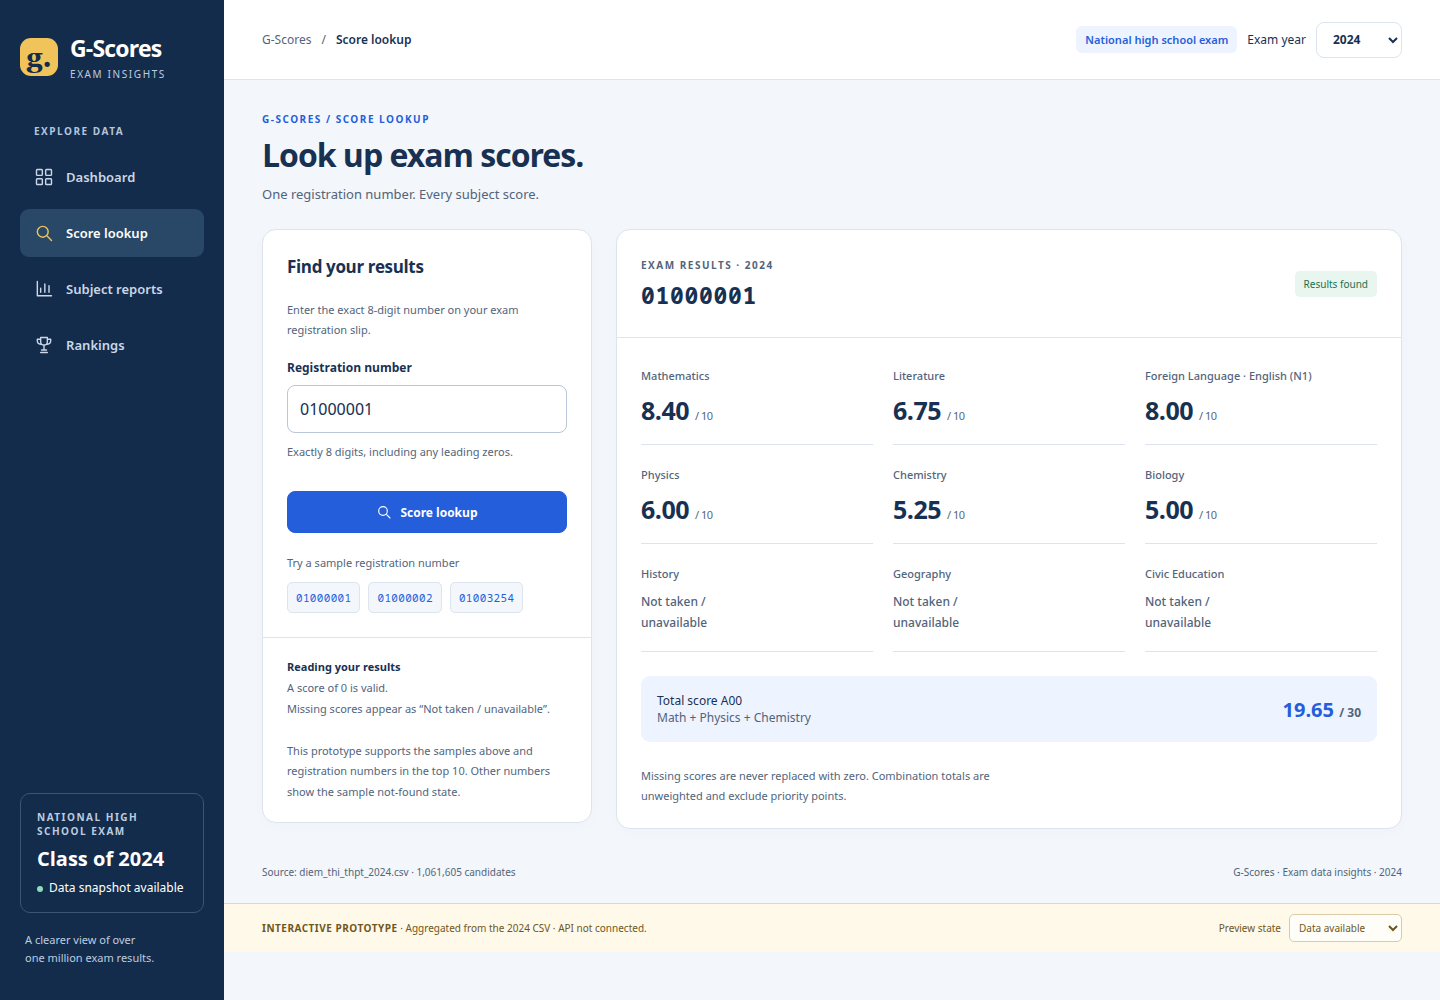 g.
G-Scores
EXAM INSIGHTS
EXPLORE DATA
Dashboard
Score lookup
Subject reports
Rankings
NATIONAL HIGH
SCHOOL EXAM
Class of 2024
Data snapshot available
A clearer view of over
one million exam results.
G-Scores / Score lookup
National high school exam
Exam year
2024
G-SCORES / SCORE LOOKUP
Look up exam scores.
One registration number. Every subject score.
Find your results
Enter the exact 8-digit number on your exam
registration slip.
Registration number
01000001
Exactly 8 digits, including any leading zeros.
Score lookup
Try a sample registration number
01000001 01000002 01003254
Reading your results
A score of 0 is valid.
Missing scores appear as “Not taken / unavailable”.
This prototype supports the samples above and
registration numbers in the top 10. Other numbers
show the sample not-found state.
EXAM RESULTS · 2024
01000001
Results found
Mathematics
8.40 / 10
Literature
6.75 / 10
Foreign Language · English (N1)
8.00 / 10
Physics
6.00 / 10
Chemistry
5.25 / 10
Biology
5.00 / 10
History
Not taken /
unavailable
Geography
Not taken /
unavailable
Civic Education
Not taken /
unavailable
Total score A00
Math + Physics + Chemistry
19.65 / 30
Missing scores are never replaced with zero. Combination totals are
unweighted and exclude priority points.
Source: diem_thi_thpt_2024.csv · 1,061,605 candidates
G-Scores · Exam data insights · 2024
INTERACTIVE PROTOTYPE · Aggregated from the 2024 CSV · API not connected.
Preview state
Data available